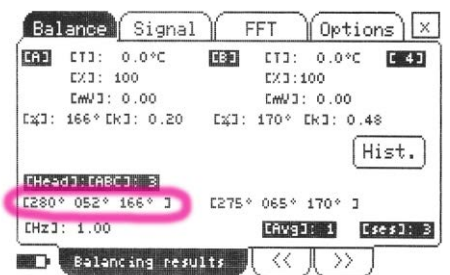 Balance Signal FFT Options x
[A] [T]: 0.0°C [B] [T]: 0.0°C [ 4]
[%]: 100 [%]:100
[mV]: 0.00 [mV]: 0.00
[∡]: 166° [k]: 0.20 [∡]: 170° [k]: 0.48
Hist.
[Head]:[ABC]: 3
[280° 052° 166° ] [275° 065° 170° ]
[Hz]: 1.00 [Avg]: 1 [ses]: 3
Balancing results << >>